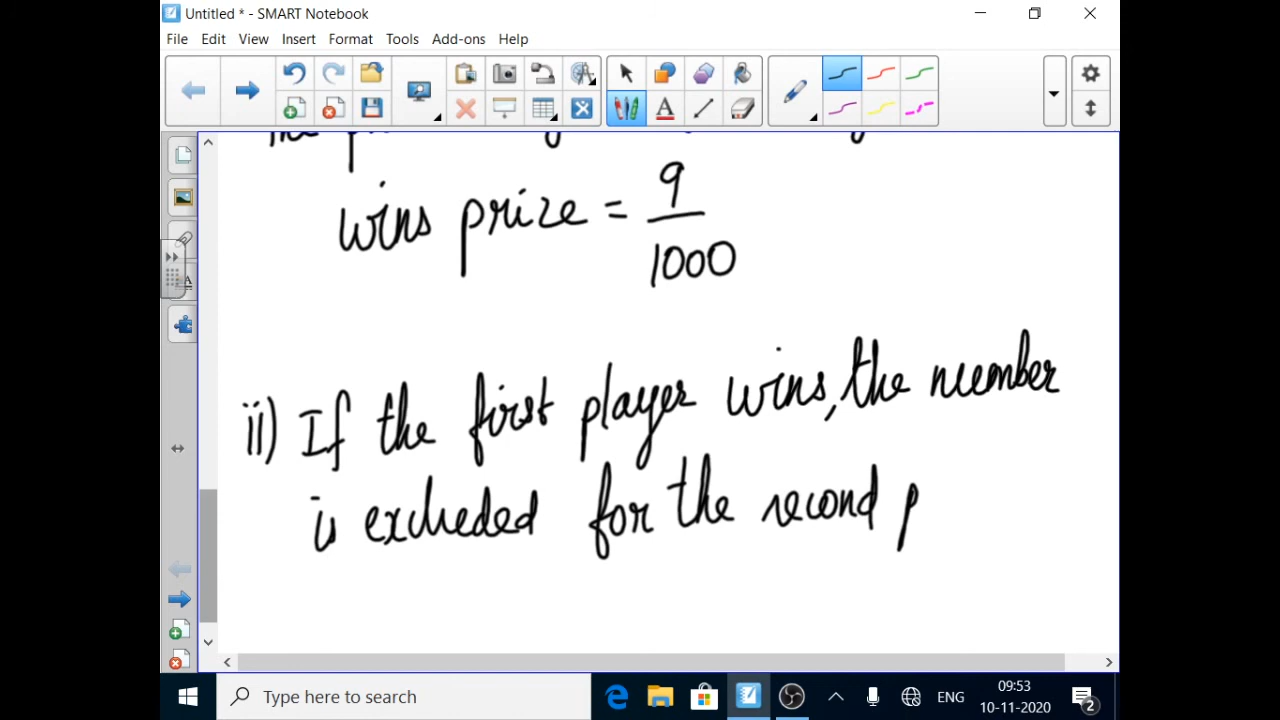 Untitled * - SMART Notebook
File Edit View Insert Format Tools Add-ons Help
wins prize = 9/1000
ii) If the first player wins, the number
is excluded for the second p
Type here to search
ENG
09:53
10-11-2020
2